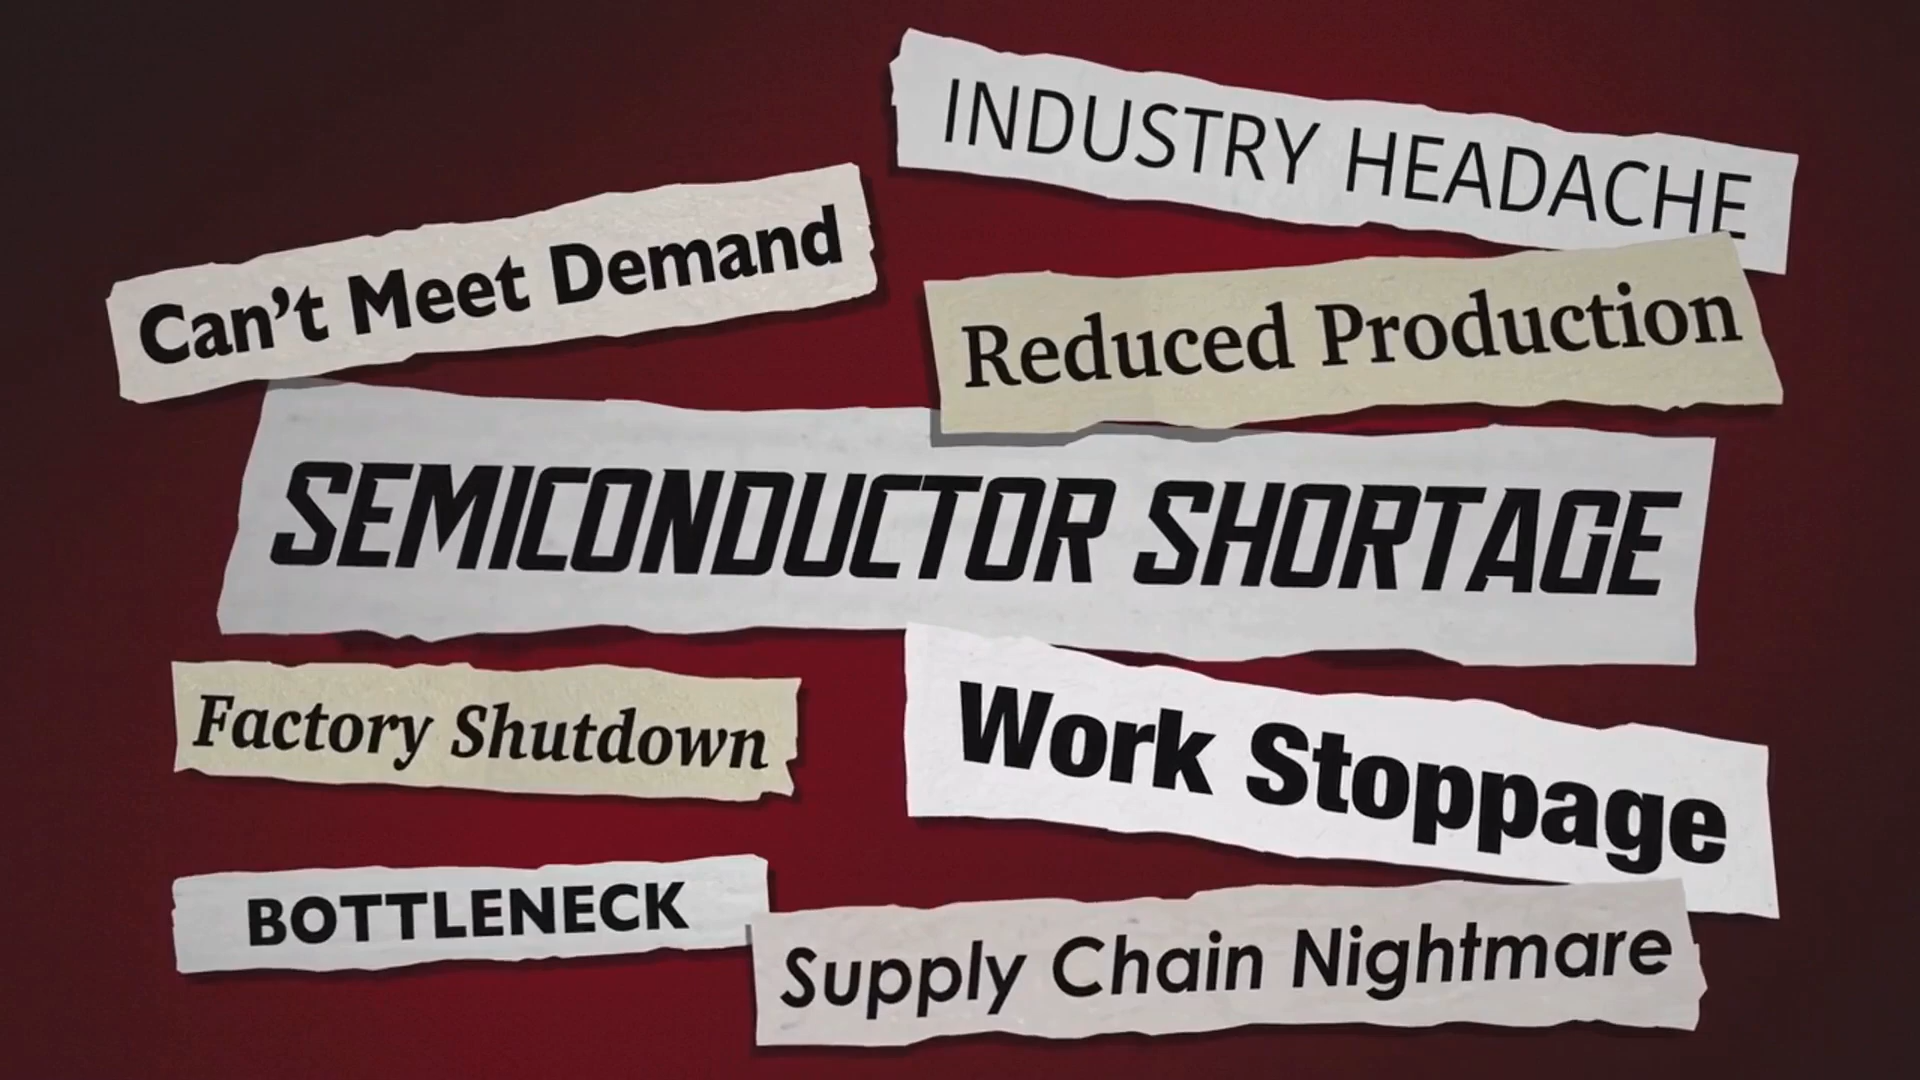 INDUSTRY HEADACHE
Can't Meet Demand
Reduced Production
SEMICONDUCTOR SHORTAGE
Factory Shutdown
Work Stoppage
BOTTLENECK
Supply Chain Nightmare